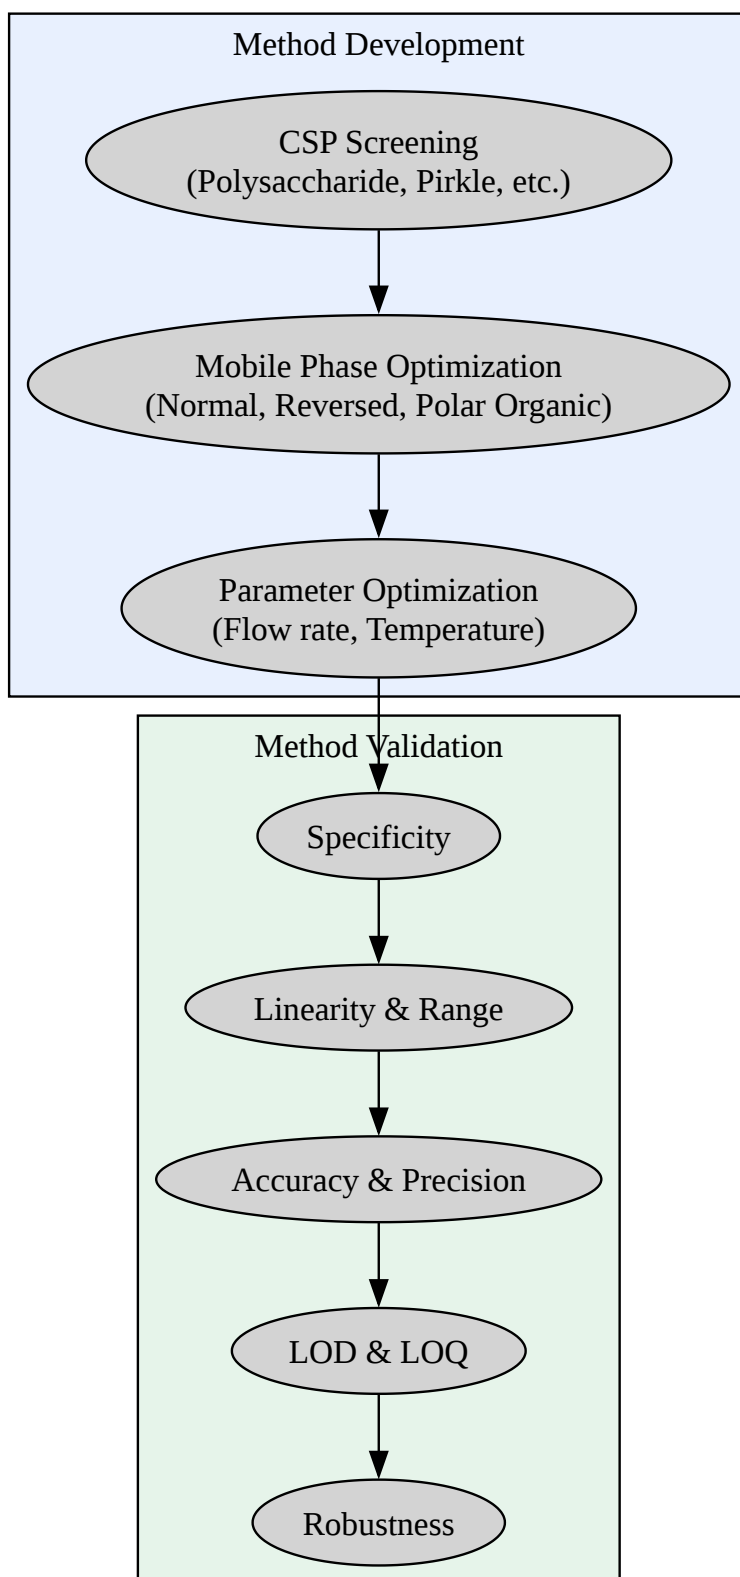 Method Development
CSP Screening
(Polysaccharide, Pirkle, etc.)
Mobile Phase Optimization
(Normal, Reversed, Polar Organic)
Parameter Optimization
(Flow rate, Temperature)
Method Validation
Specificity
Linearity & Range
Accuracy & Precision
LOD & LOQ
Robustness